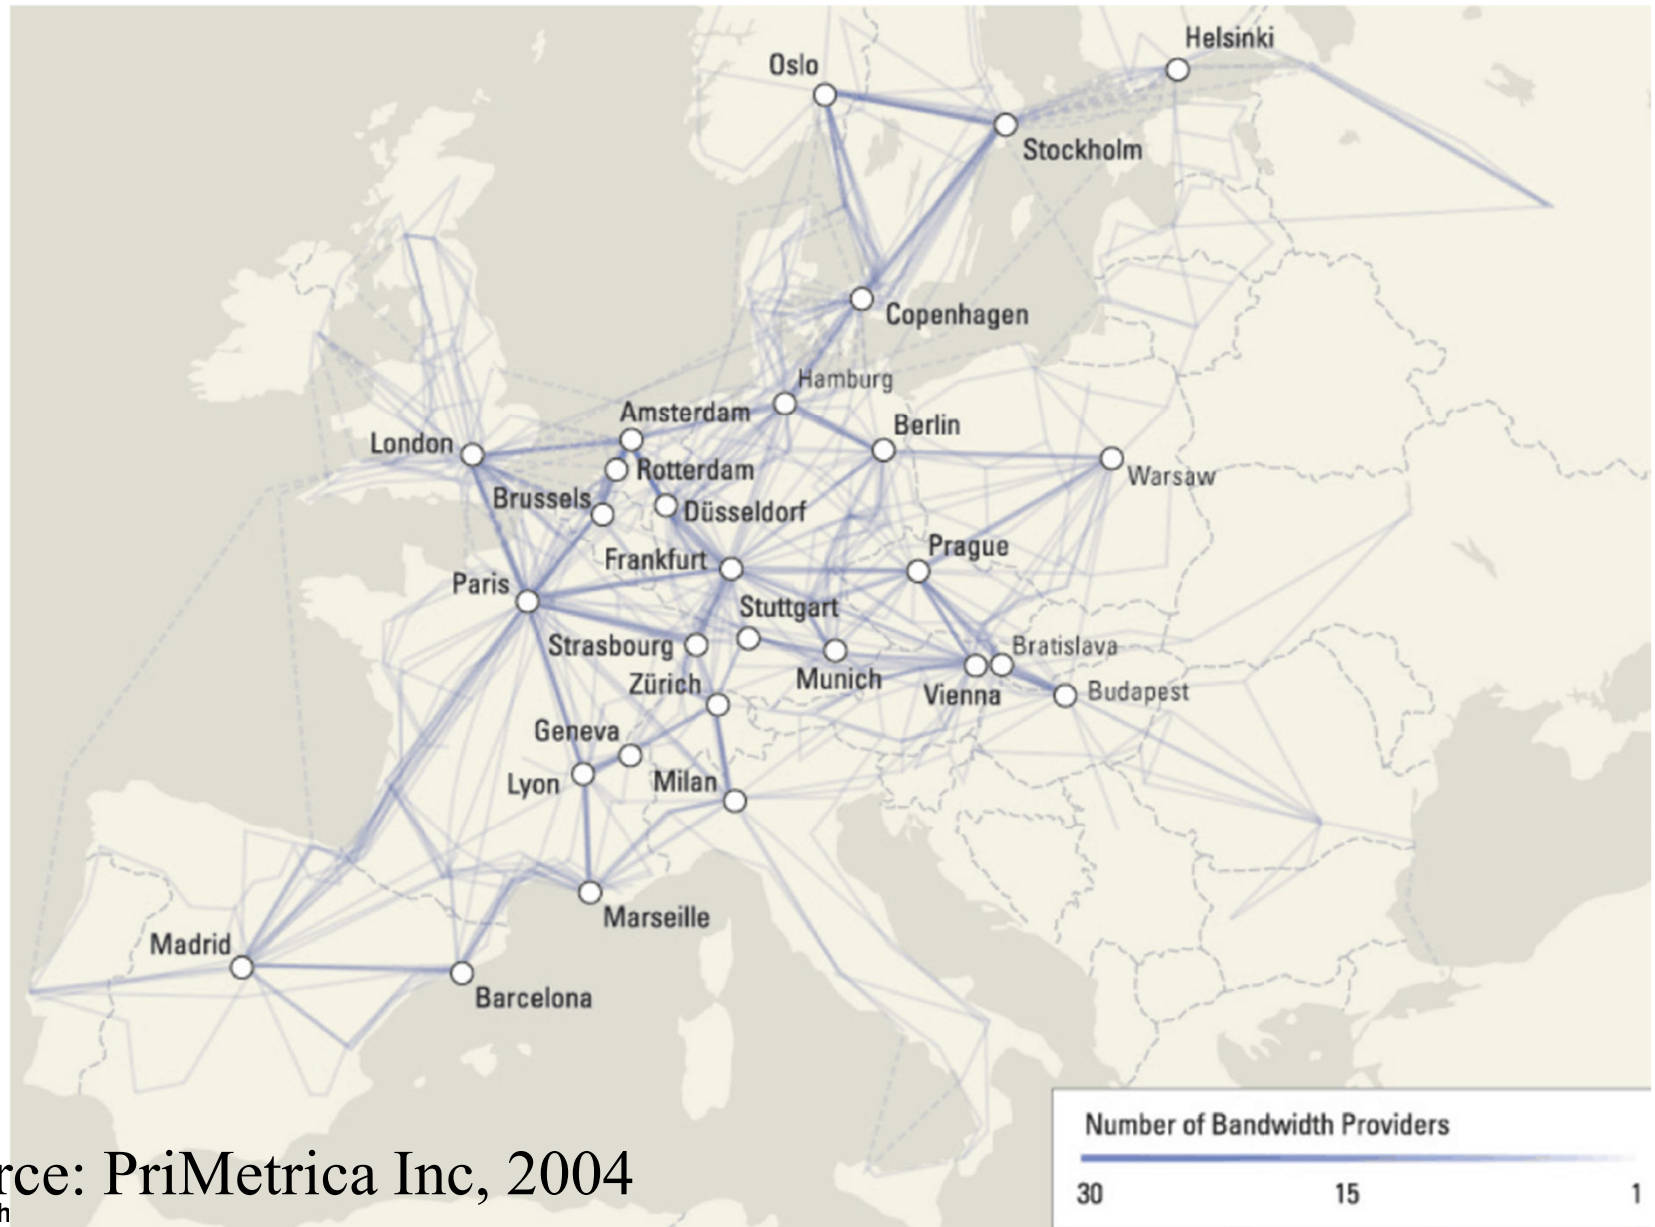 Helsinki
Oslo
Stockholm
Copenhagen
Hamburg
Amsterdam
Berlin
London
Rotterdam
Warsaw
Brussels
Düsseldorf
Prague
Frankfurt
Paris
Stuttgart
Strasbourg
Bratislava
Munich
Zürich
Vienna
Budapest
Geneva
Lyon
Milan
Marseille
Madrid
Barcelona
Number of Bandwidth Providers
30 15 1
rce: PriMetrica Inc, 2004
h